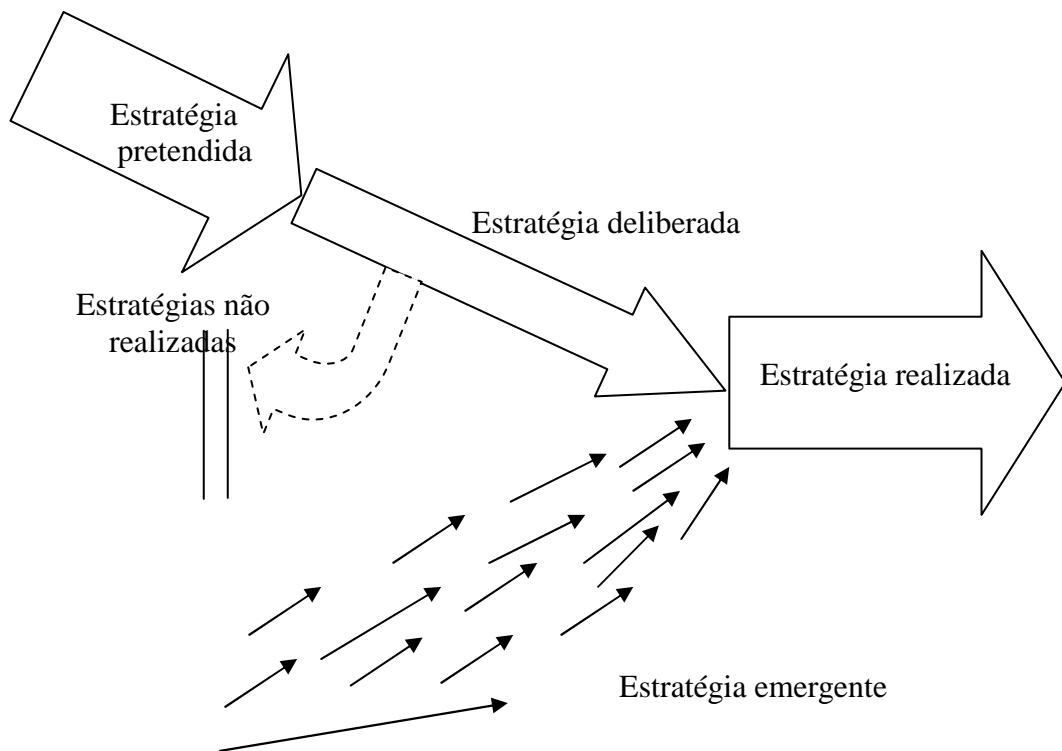 Estratégia
pretendida
Estratégia deliberada
Estratégias não
realizadas
Estratégia realizada
Estratégia emergente